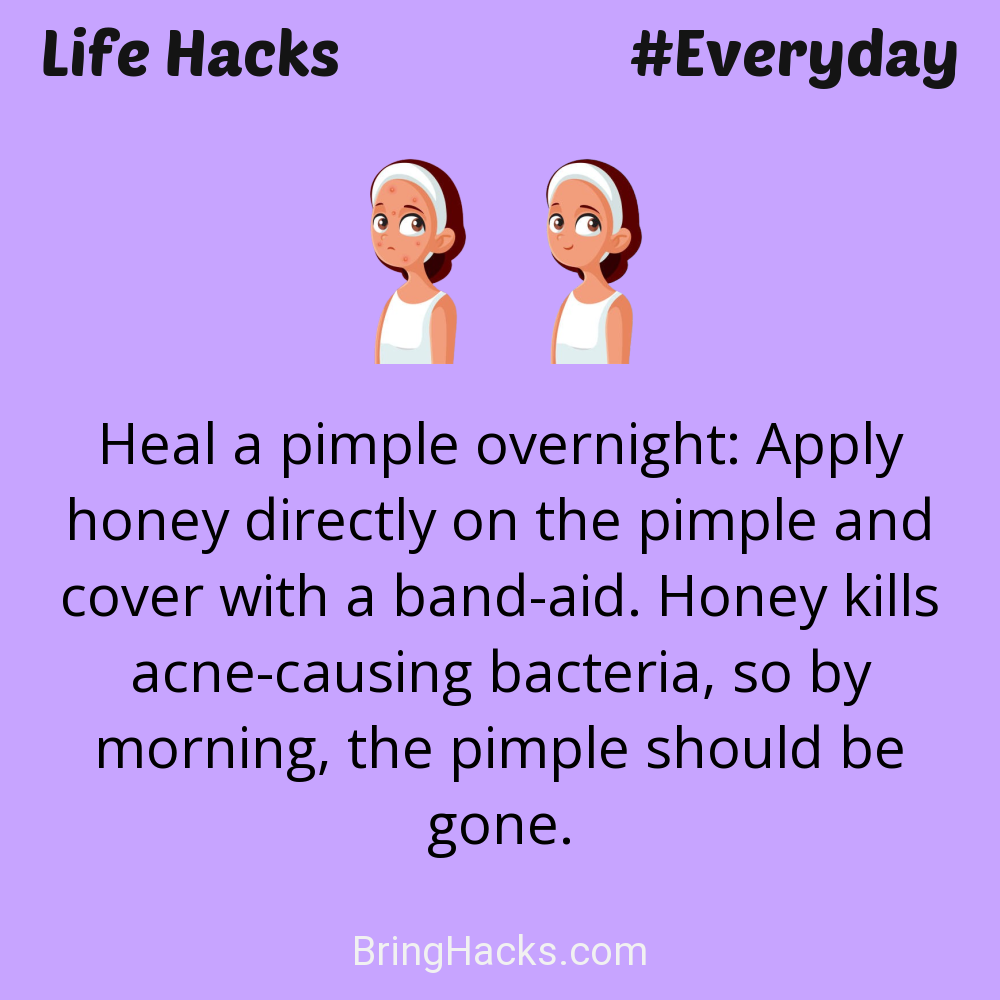 Life Hacks
#Everyday
Heal a pimple overnight: Apply
honey directly on the pimple and
cover with a band-aid. Honey kills
acne-causing bacteria, so by
morning, the pimple should be
gone.
BringHacks.com